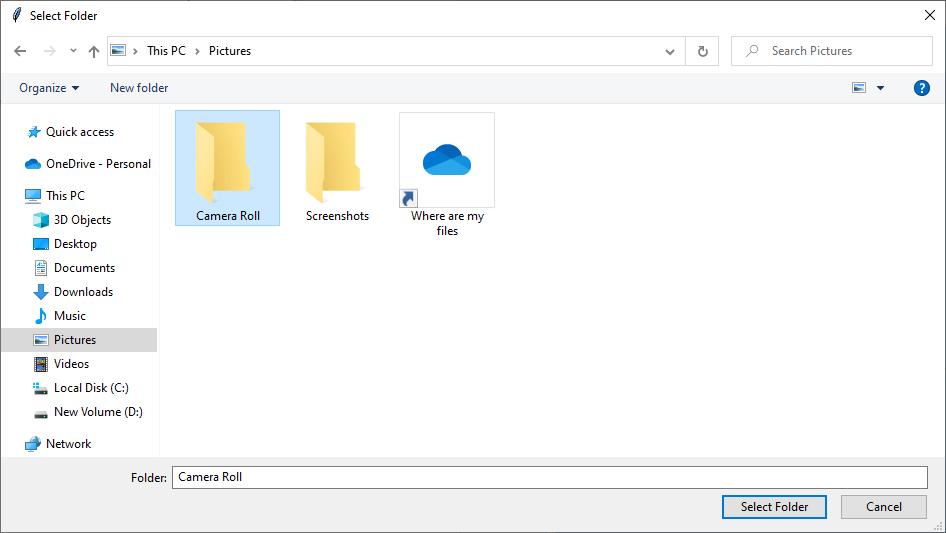 Select Folder
This PC
Pictures
Search Pictures
Organize
New folder
?
Quick access
OneDrive - Personal
This PC
3D Objects
Desktop
Documents
Downloads
Music
Pictures
Videos
Local Disk (C:)
New Volume (D:)
Network
Camera Roll
Screenshots
Where are my
files
Folder:
Camera Roll
Select Folder
Cancel